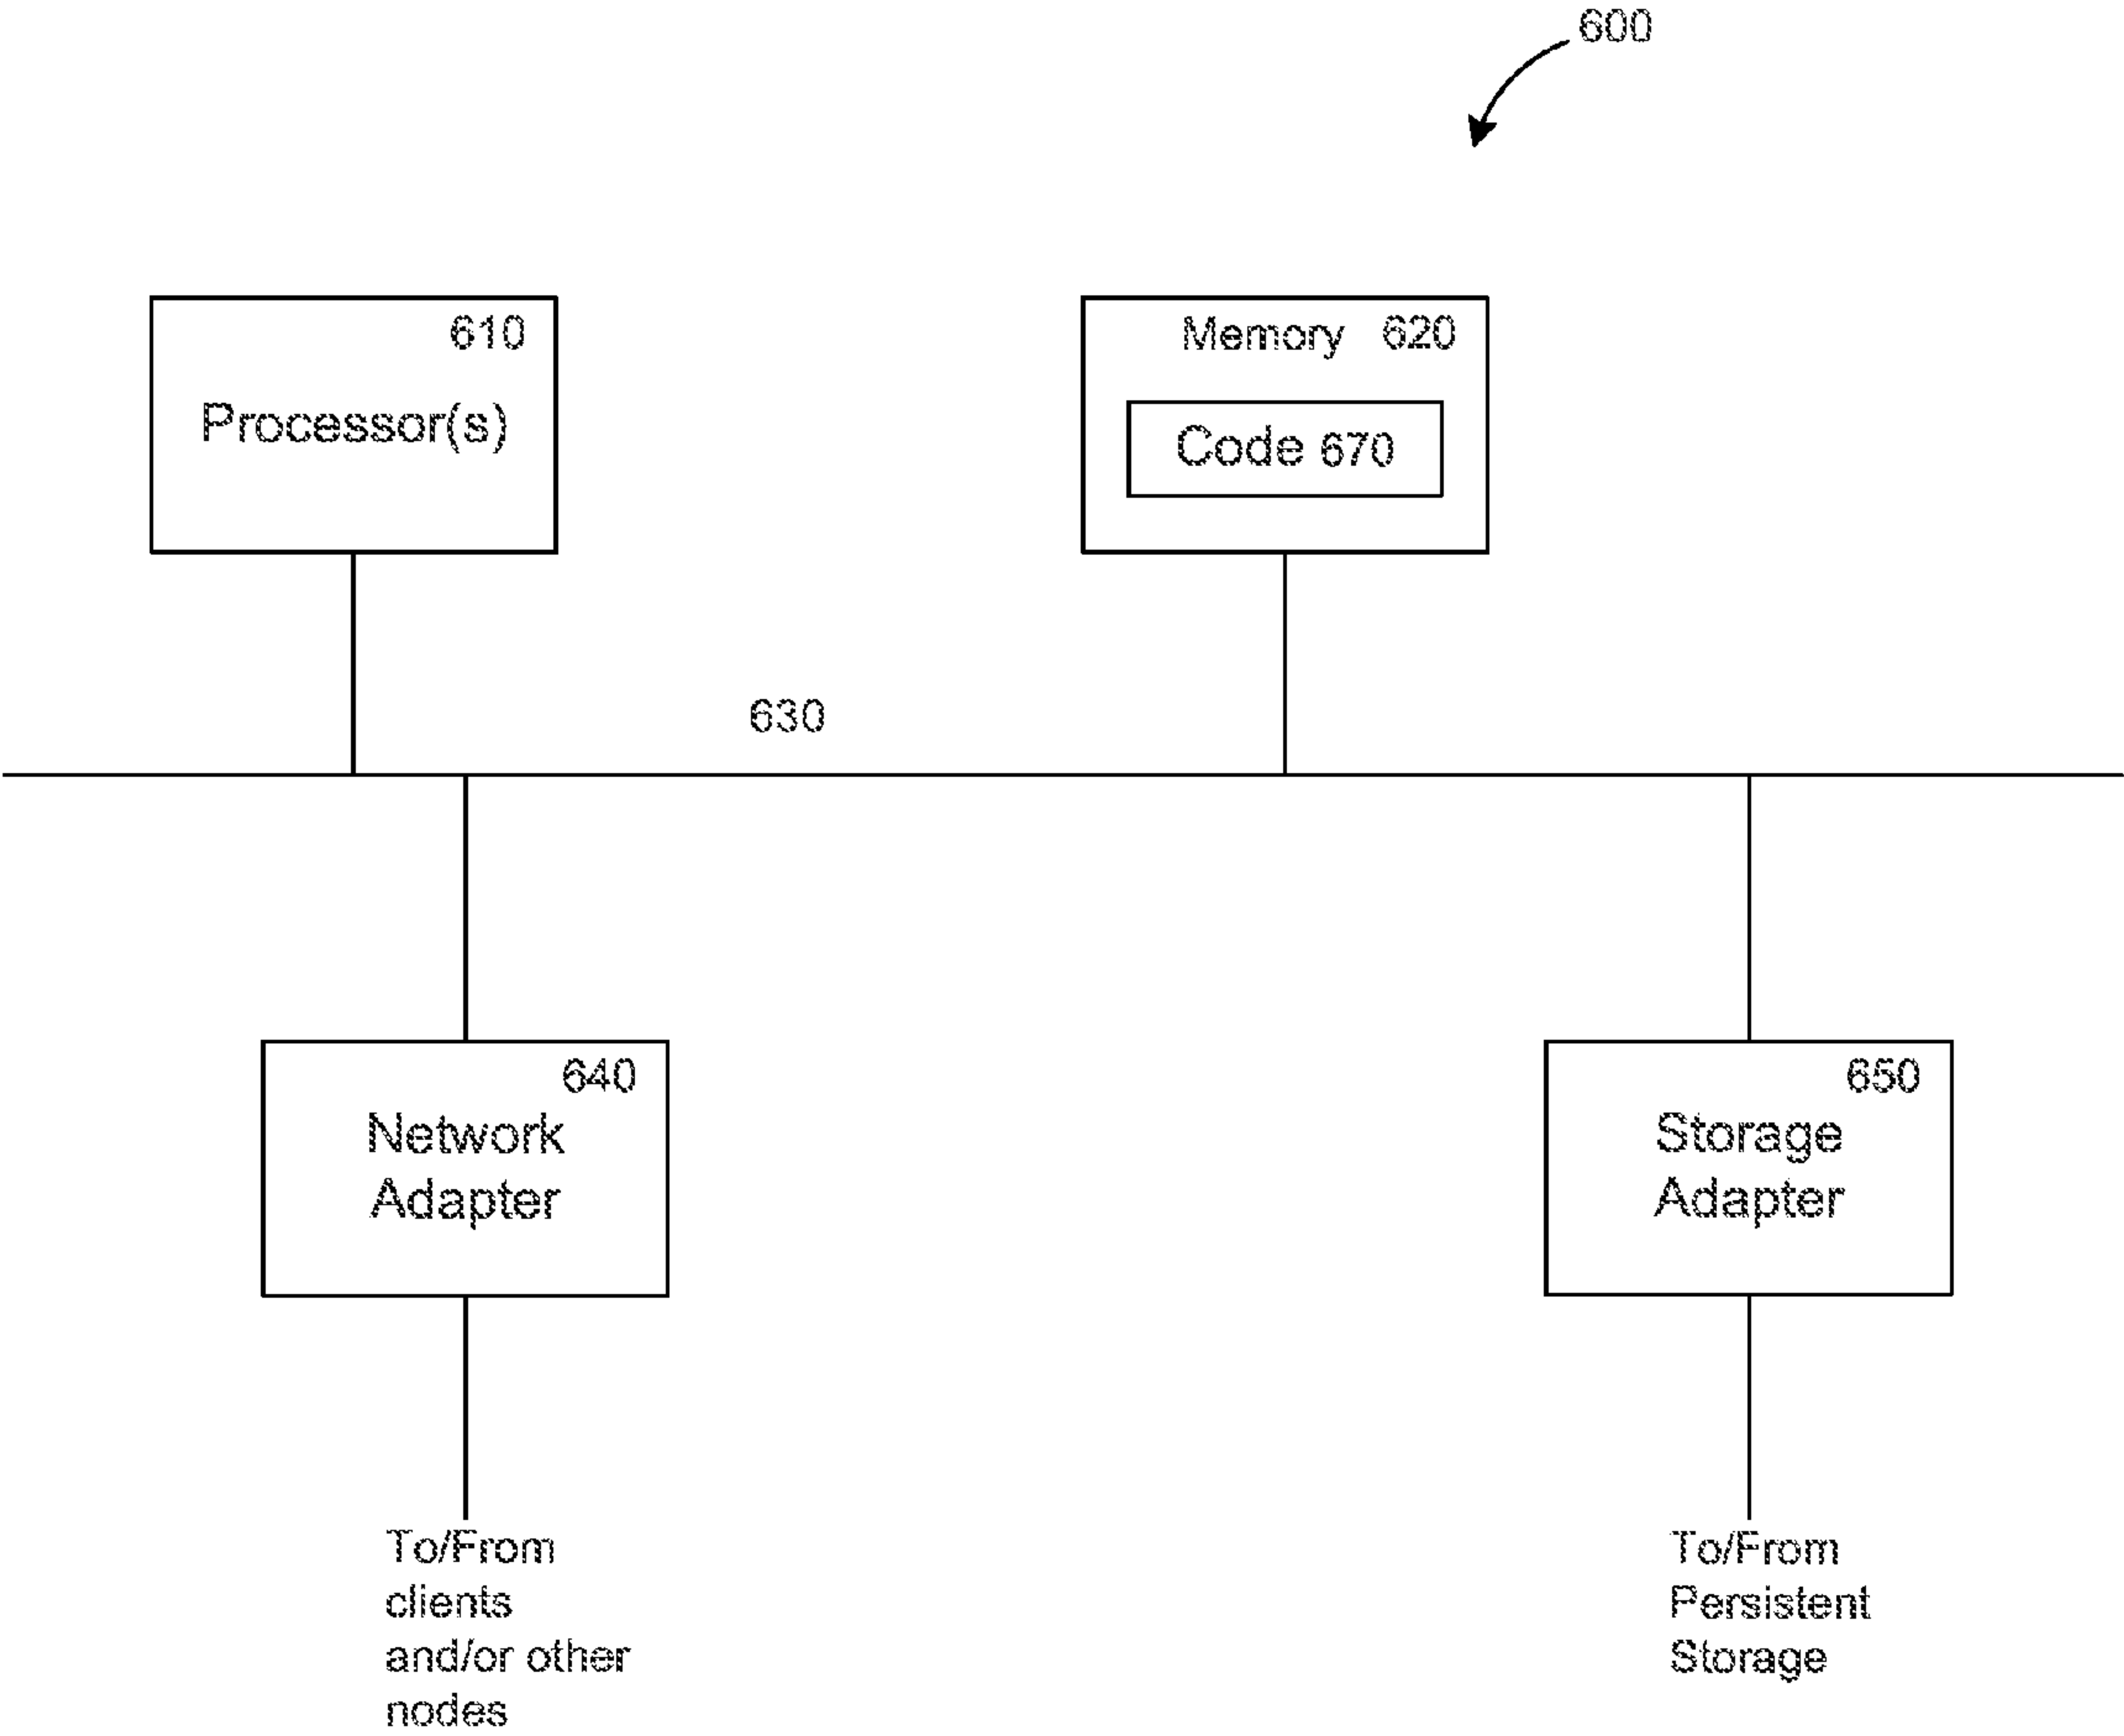 600
610
Processor(s)
Memory 620
Code 670
630
640
Network
Adapter
650
Storage
Adapter
To/From
clients
and/or other
nodes
To/From
Persistent
Storage